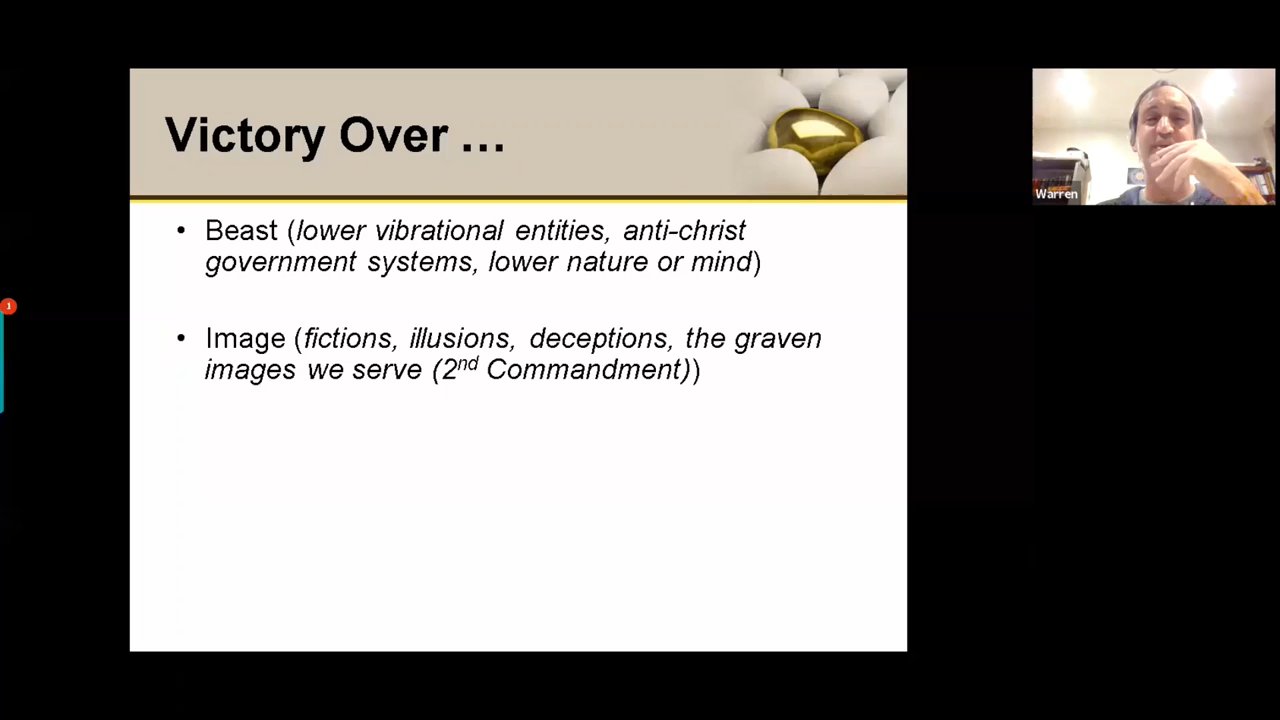 Victory Over …
• Beast (lower vibrational entities, anti-christ
government systems, lower nature or mind)
• Image (fictions, illusions, deceptions, the graven
images we serve (2nd Commandment))
Warren
1